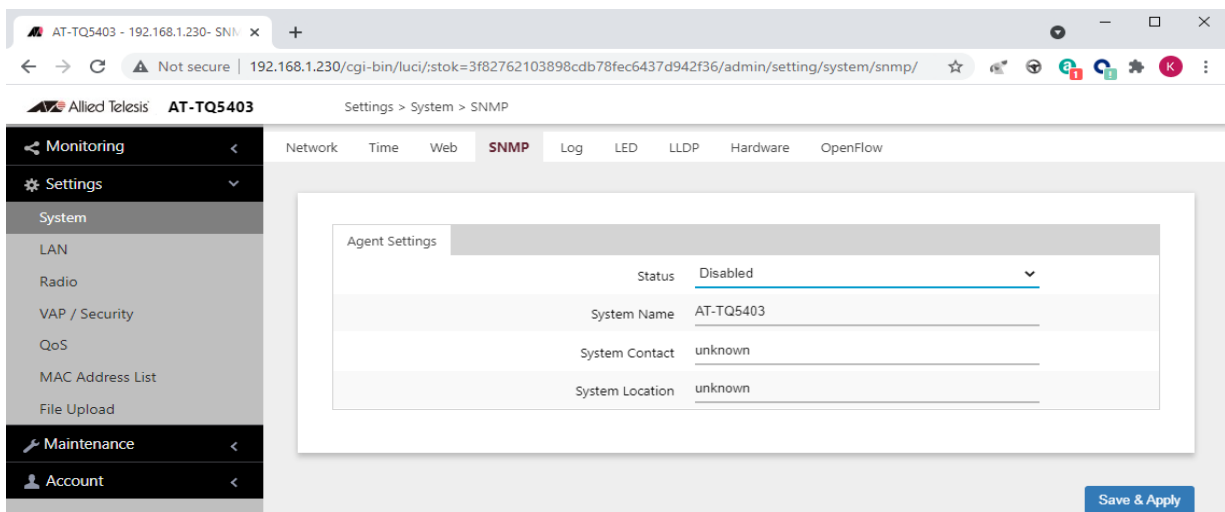 AT-TQ5403 - 192.168.1.230- SNM
Not secure | 192.168.1.230/cgi-bin/luci/;stok=3f82762103898cdb78fec6437d942f36/admin/setting/system/snmp/
a 1
K
Allied Telesis AT-TQ5403 Settings > System > SNMP
Monitoring
Network Time Web SNMP Log LED LLDP Hardware OpenFlow
Settings
System
LAN
Radio
VAP / Security
QoS
MAC Address List
File Upload
Maintenance
Account
Agent Settings
Status Disabled
System Name AT-TQ5403
System Contact unknown
System Location unknown
Save & Apply